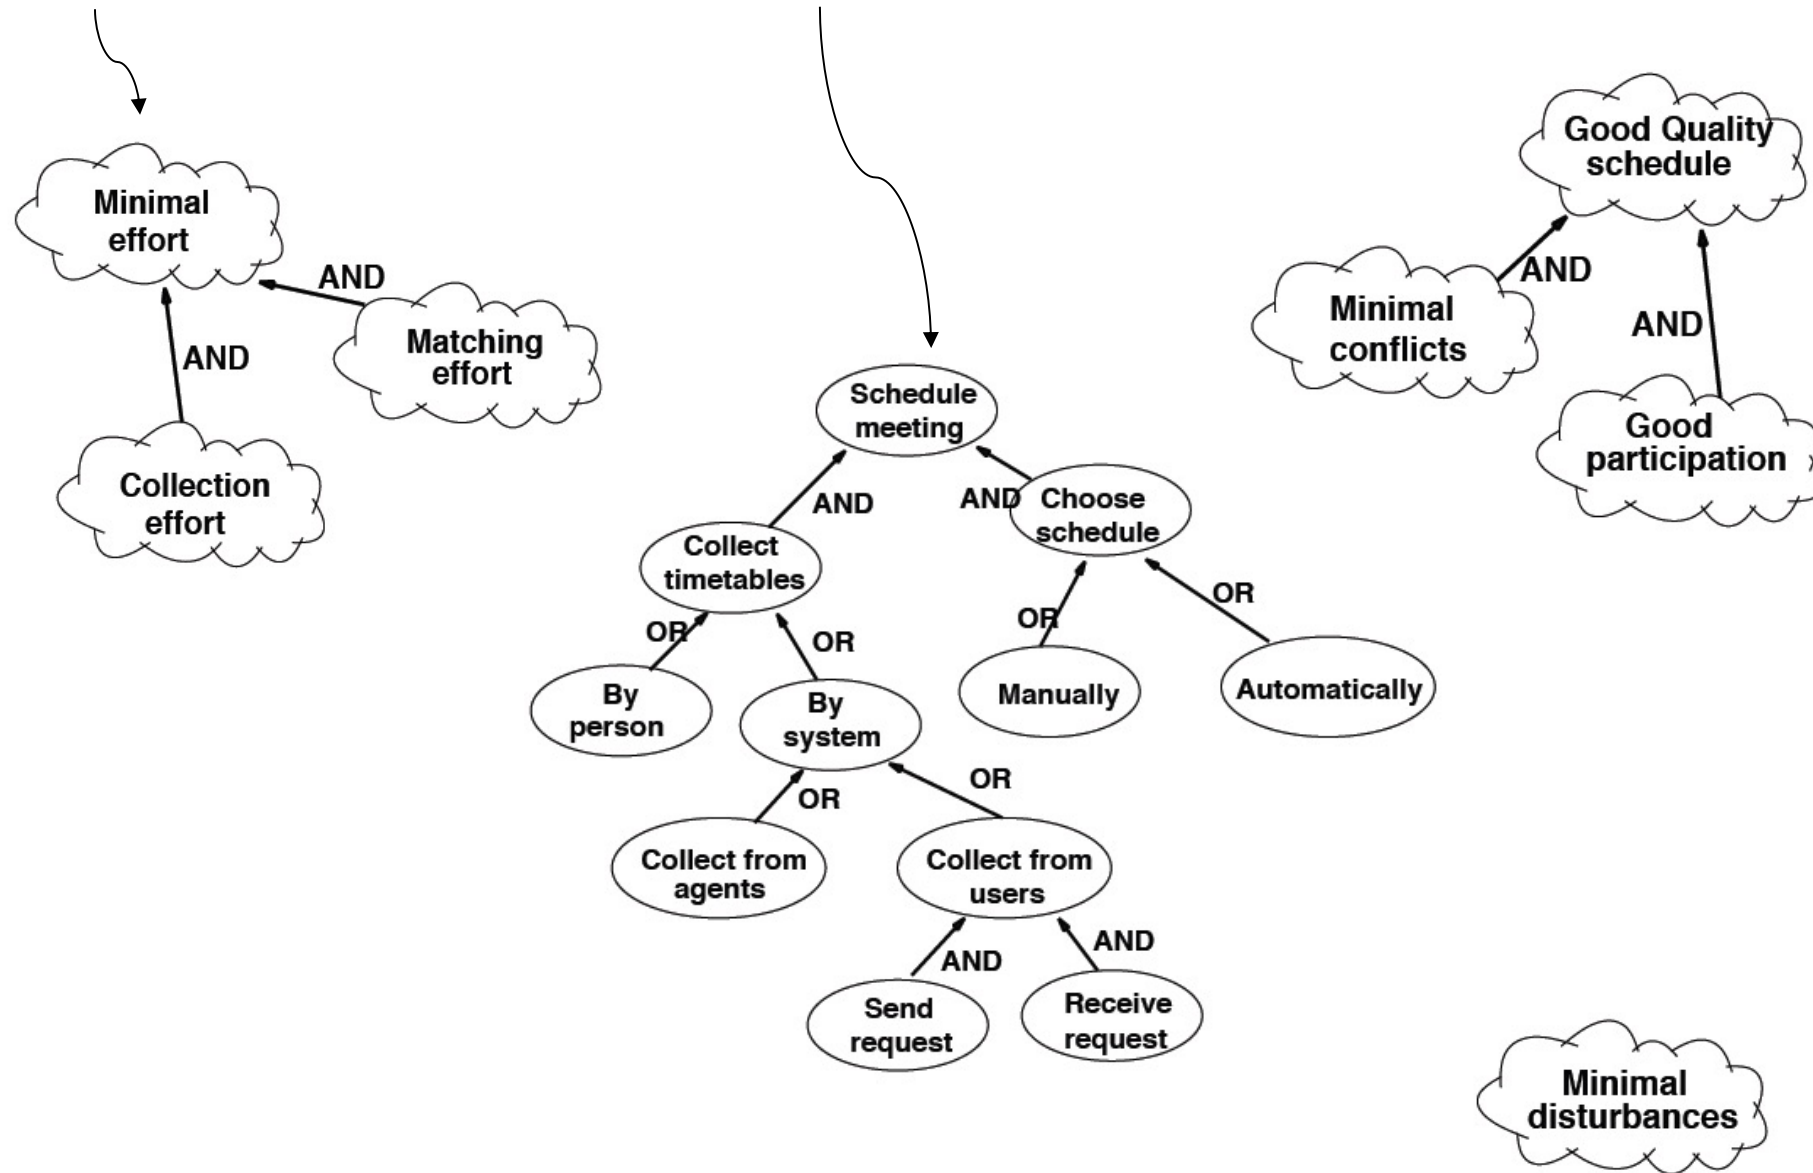 Good Quality
schedule
Minimal
effort
AND
AND
Minimal
conflicts
AND
Matching
effort
AND
Schedule
meeting
Good
participation
Collection
effort
AND
AND
Choose
schedule
Collect
timetables
OR
OR
OR
OR
By
person
By
system
Manually
Automatically
OR
OR
Collect from
agents
Collect from
users
AND
AND
Send
request
Receive
request
Minimal
disturbances